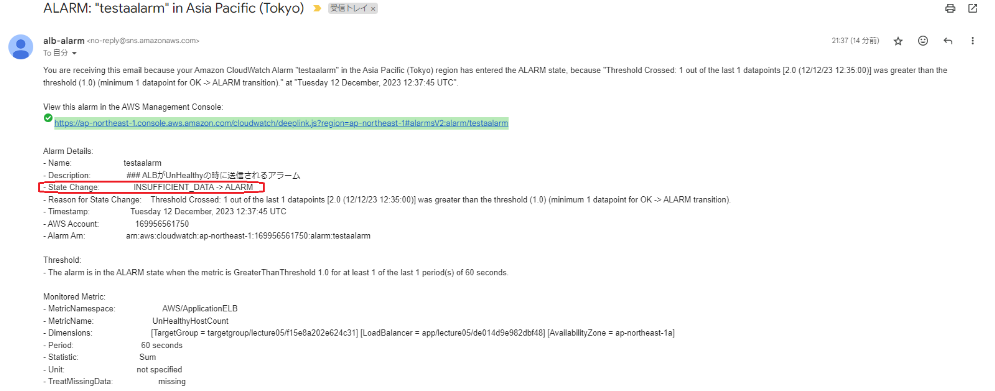 ALARM: "testaalarm" in Asia Pacific (Tokyo) 受信トレイ ×
alb-alarm <no-reply@sns.amazonaws.com> 21:37 (14 分前)
To 自分
You are receiving this email because your Amazon CloudWatch Alarm "testaalarm" in the Asia Pacific (Tokyo) region has entered the ALARM state, because "Threshold Crossed: 1 out of the last 1 datapoints [2.0 (12/12/23 12:35:00)] was greater than the
threshold (1.0) (minimum 1 datapoint for OK -> ALARM transition)." at "Tuesday 12 December, 2023 12:37:45 UTC".
View this alarm in the AWS Management Console:
https://ap-northeast-1.console.aws.amazon.com/cloudwatch/deeplink.js?region=ap-northeast-1#alarmsV2:alarm/testaalarm
Alarm Details:
- Name: testaalarm
- Description: ### ALBがUnHealthyの時に送信されるアラーム
- State Change: INSUFFICIENT_DATA -> ALARM
- Reason for State Change: Threshold Crossed: 1 out of the last 1 datapoints [2.0 (12/12/23 12:35:00)] was greater than the threshold (1.0) (minimum 1 datapoint for OK -> ALARM transition).
- Timestamp: Tuesday 12 December, 2023 12:37:45 UTC
- AWS Account: 169956561750
- Alarm Arn: arn:aws:cloudwatch:ap-northeast-1:169956561750:alarm:testaalarm
Threshold:
- The alarm is in the ALARM state when the metric is GreaterThanThreshold 1.0 for at least 1 of the last 1 period(s) of 60 seconds.
Monitored Metric:
- MetricNamespace: AWS/ApplicationELB
- MetricName: UnHealthyHostCount
- Dimensions: [TargetGroup = targetgroup/lecture05/f15e8a202e624c31] [LoadBalancer = app/lecture05/de014d9e982dbf48] [AvailabilityZone = ap-northeast-1a]
- Period: 60 seconds
- Statistic: Sum
- Unit: not specified
- TreatMissingData: missing